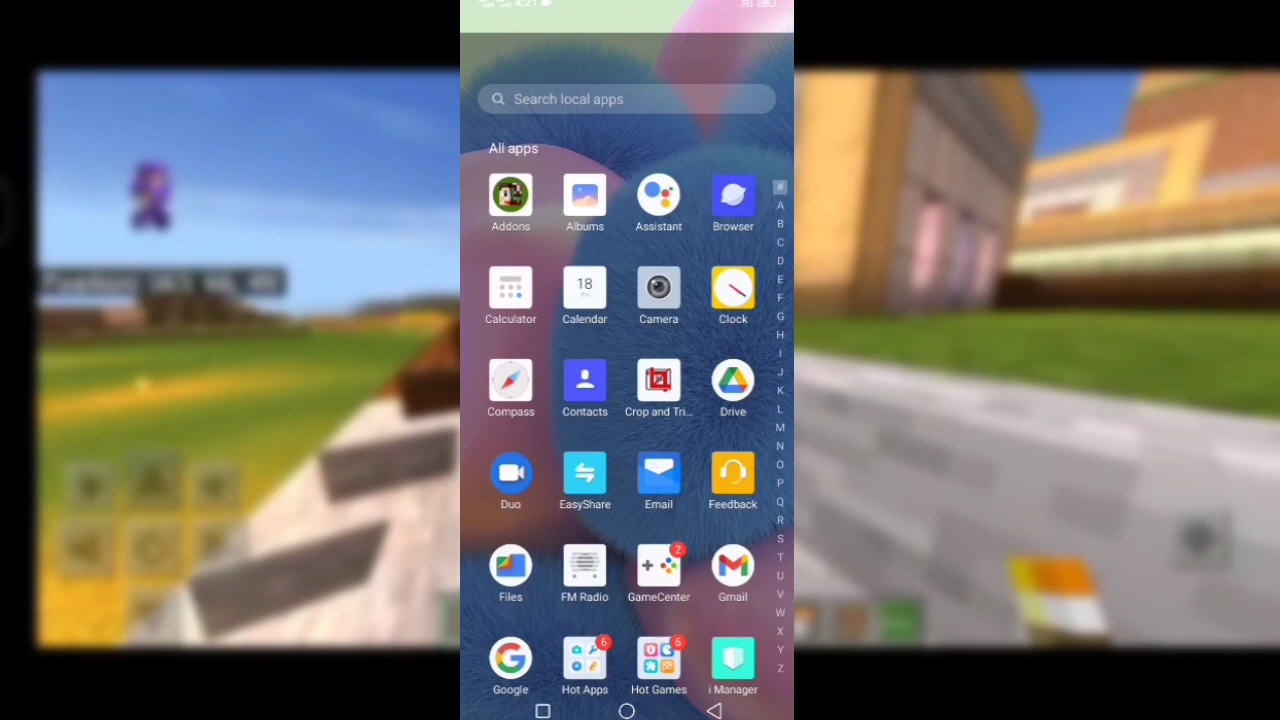 4:21
Search local apps
All apps
#
Addons Albums Assistant Browser
A
B
C
D
E
18
Calculator Calendar Camera Clock
F
G
H
I
J
K
Compass Contacts Crop and Tri... Drive
L
M
N
O
P
Q
Duo EasyShare Email Feedback
R
S
2
T
U
Files FM Radio GameCenter Gmail
V
W
X
6 6
Y
Z
Google Hot Apps Hot Games i Manager